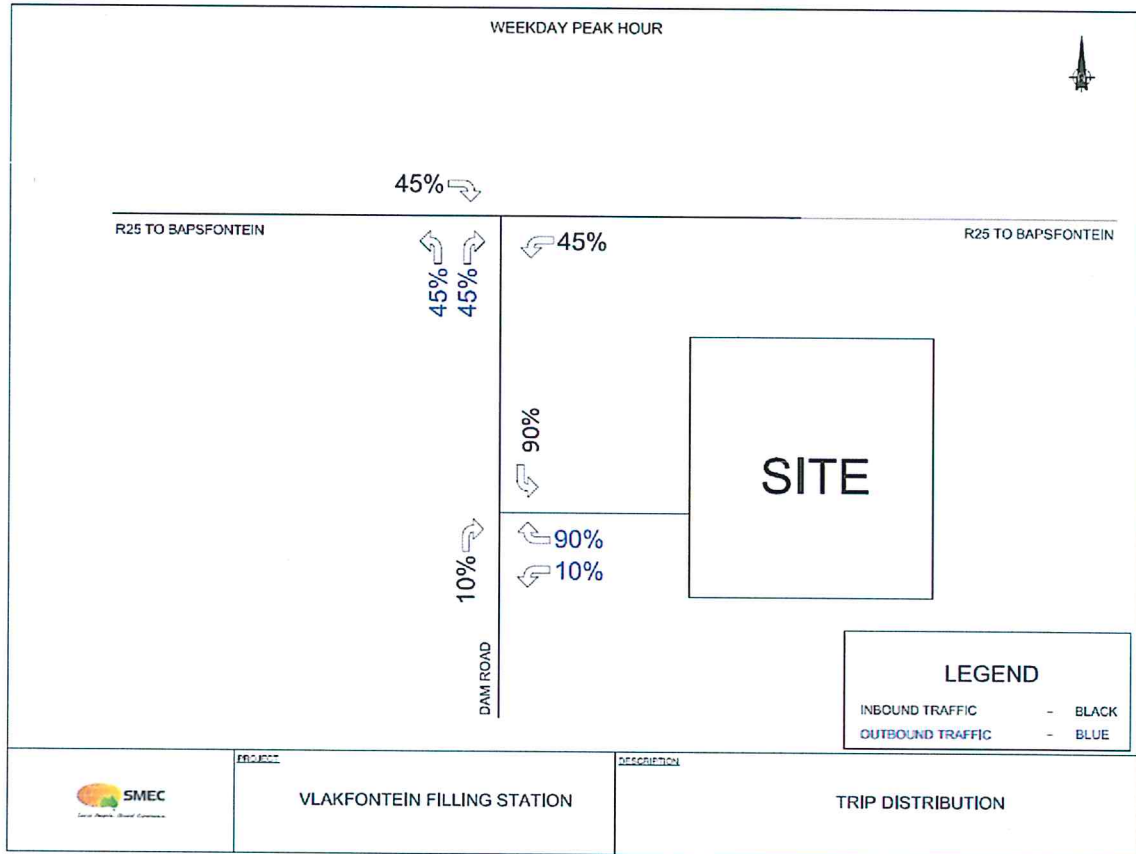 WEEKDAY PEAK HOUR
45%
R25 TO BAPSFONTEIN
R25 TO BAPSFONTEIN
45%
45%
45%
90%
SITE
10%
90%
10%
DAM ROAD
LEGEND
INBOUND TRAFFIC - BLACK
OUTBOUND TRAFFIC - BLUE
SMEC
PROJECT
VLAKFONTEIN FILLING STATION
DESCRIPTION
TRIP DISTRIBUTION